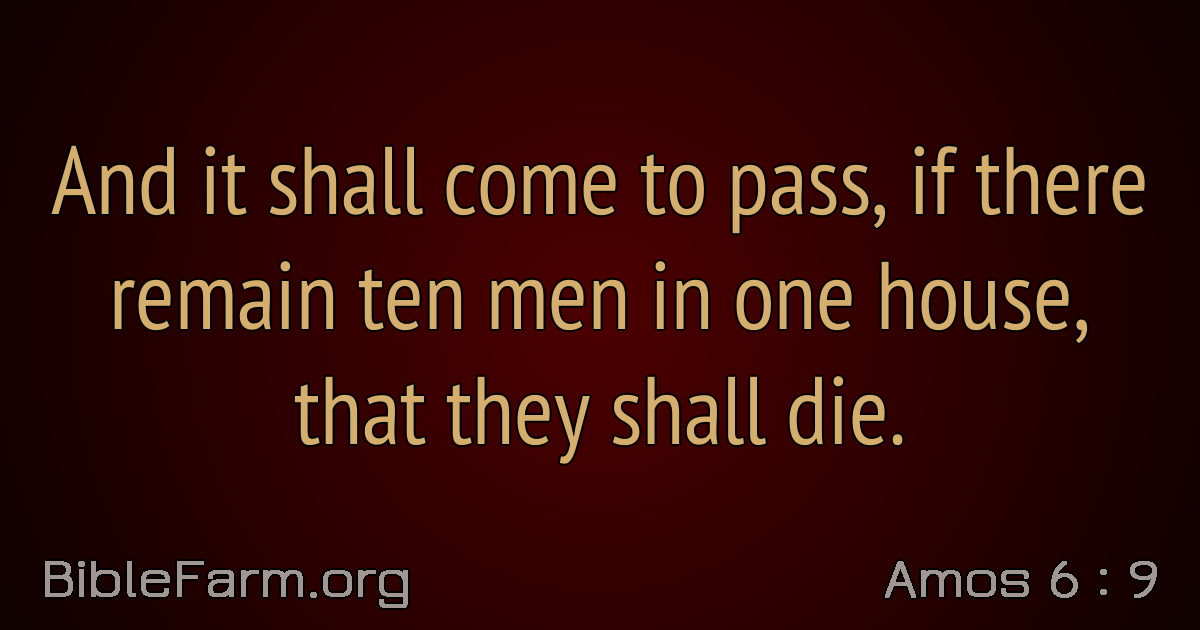 And it shall come to pass, if there
remain ten men in one house,
that they shall die.
BibleFarm.org
Amos 6 : 9